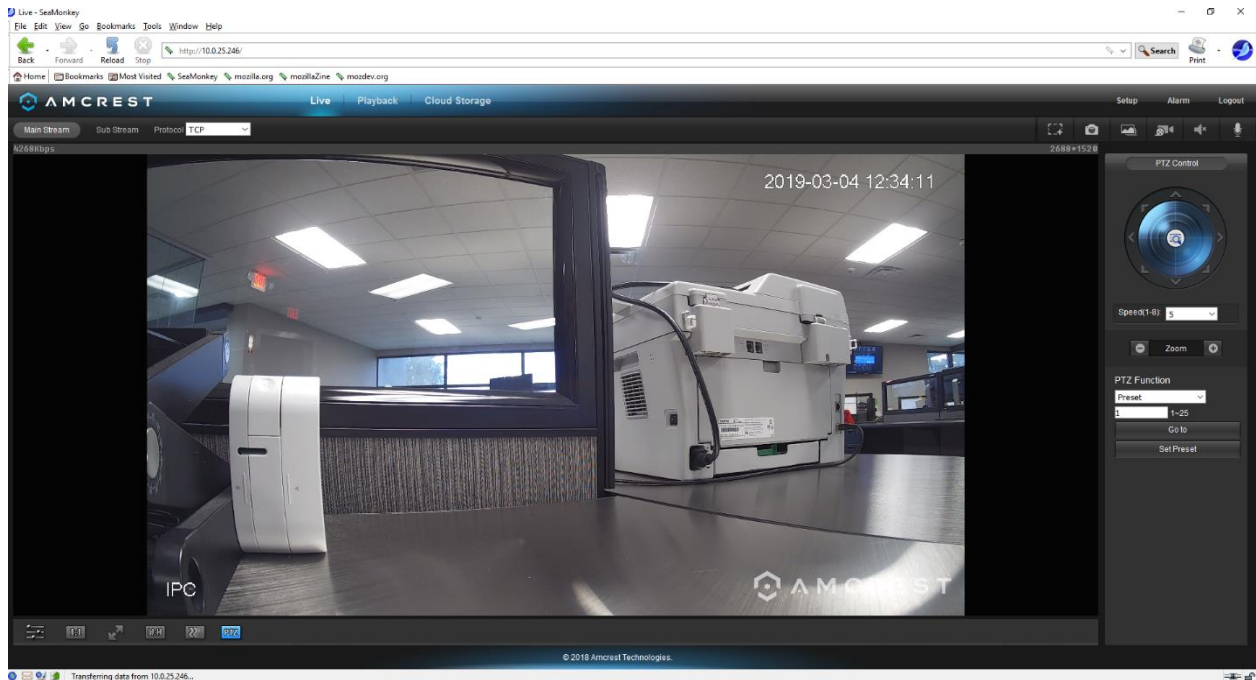 Live - SeaMonkey
File Edit View Go Bookmarks Tools Window Help
Back Forward Reload Stop http://10.0.25.246/ Search Print
Home Bookmarks Most Visited SeaMonkey mozilla.org mozillaZine mozdev.org
AMCREST Live Playback Cloud Storage Setup Alarm Logout
Main Stream Sub Stream Protocol TCP
4268Kbps 2688*1520
2019-03-04 12:34:11
PTZ Control
Speed(1-8): 5
Zoom
PTZ Function
Preset
1 1~25
Go to
Set Preset
IPC
AMCREST
1:1 W:H PTZ
© 2018 Amcrest Technologies.
Transferring data from 10.0.25.246...